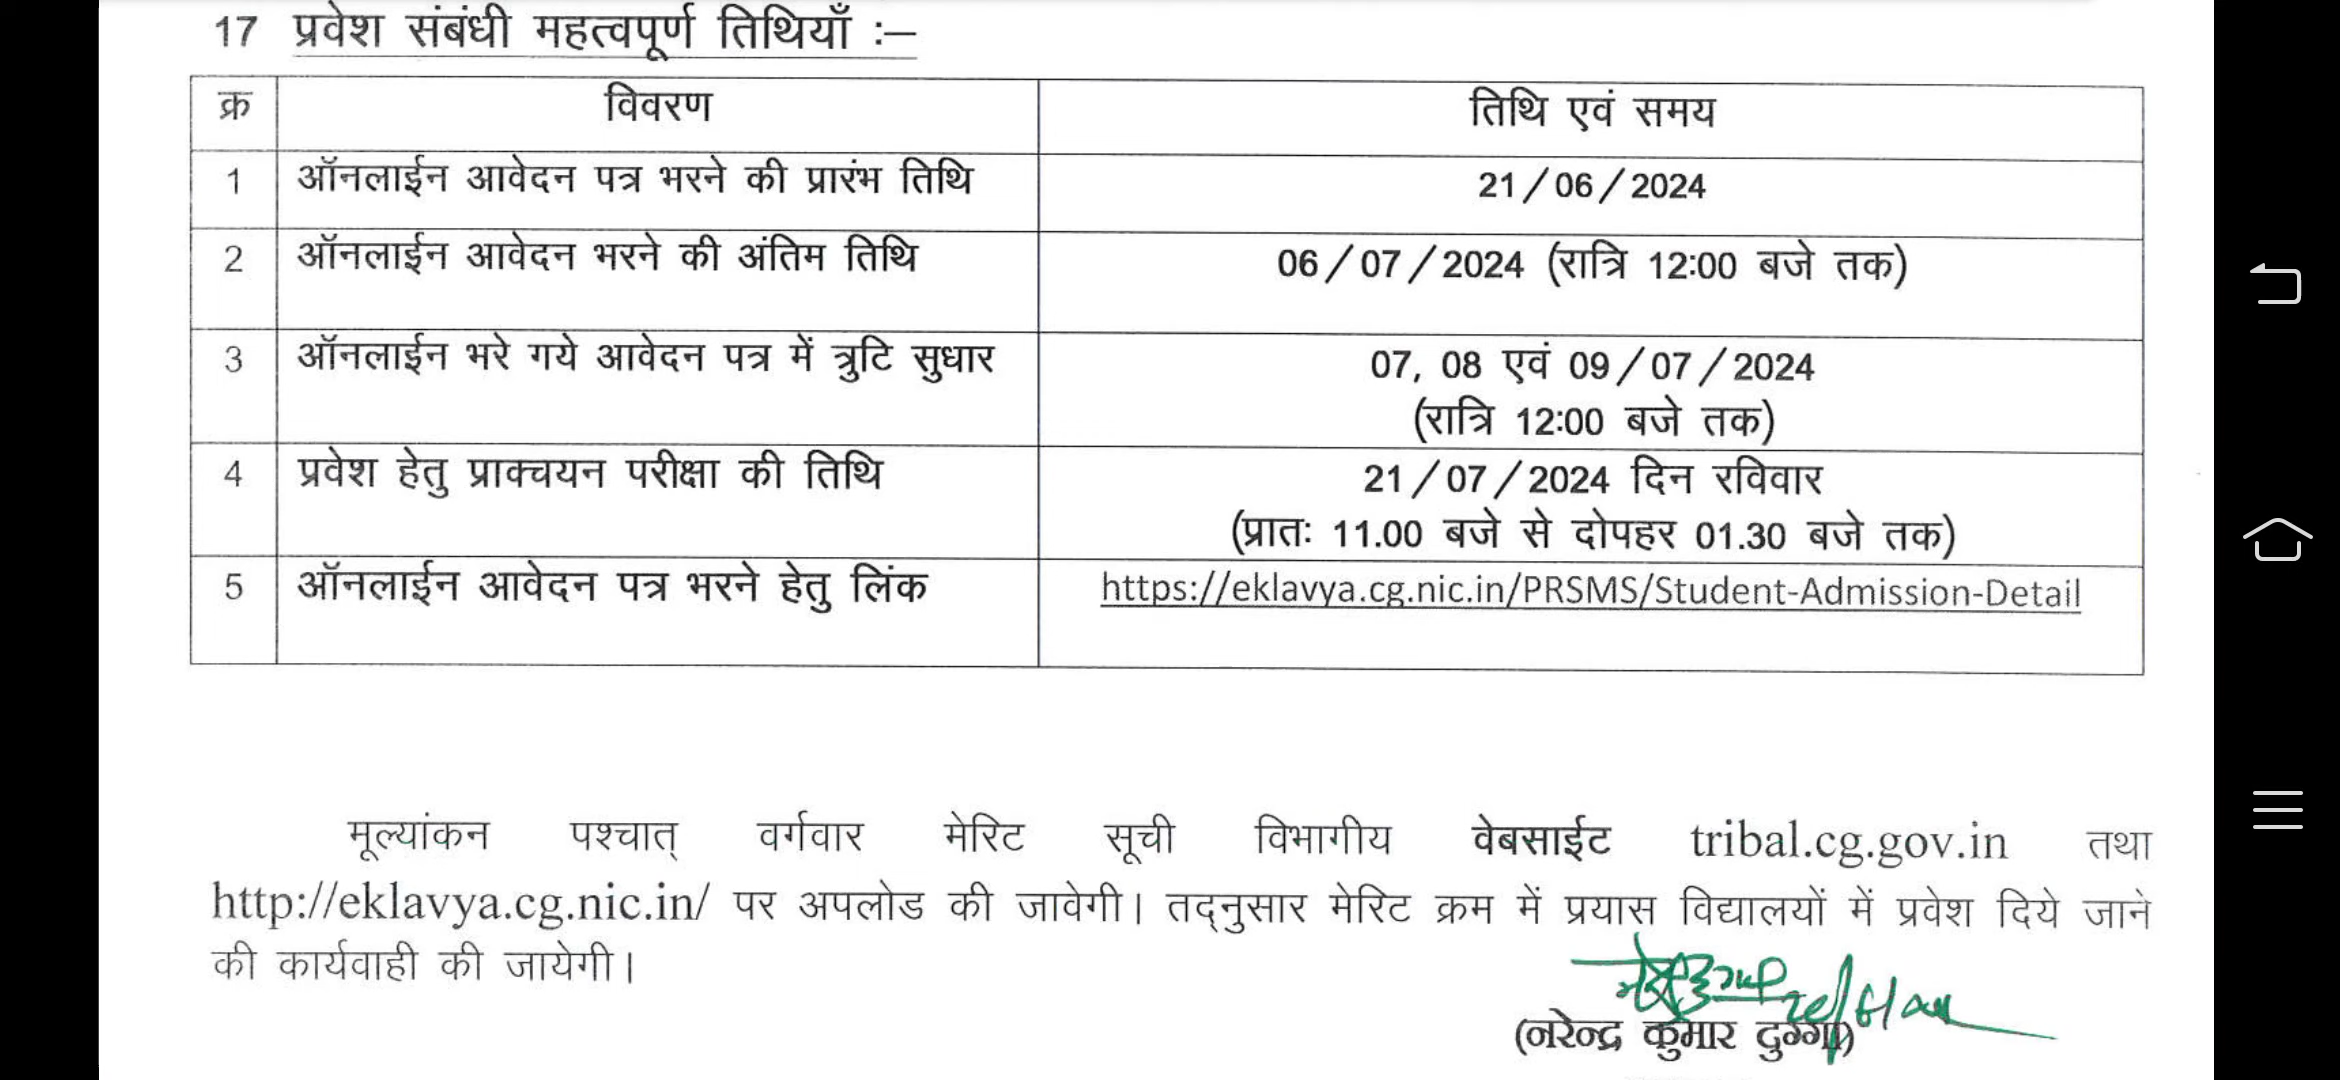 17 प्रवेश संबंधी महत्वपूर्ण तिथियाँ :–
क्र विवरण तिथि एवं समय
1 ऑनलाईन आवेदन पत्र भरने की प्रारंभ तिथि 21/06/2024
2 ऑनलाईन आवेदन भरने की अंतिम तिथि 06/07/2024 (रात्रि 12:00 बजे तक)
3 ऑनलाईन भरे गये आवेदन पत्र में त्रुटि सुधार 07, 08 एवं 09/07/2024
(रात्रि 12:00 बजे तक)
4 प्रवेश हेतु प्राक्चयन परीक्षा की तिथि 21/07/2024 दिन रविवार
(प्रातः 11.00 बजे से दोपहर 01.30 बजे तक)
5 ऑनलाईन आवेदन पत्र भरने हेतु लिंक https://eklavya.cg.nic.in/PRSMS/Student-Admission-Detail
मूल्यांकन पश्चात् वर्गवार मेरिट सूची विभागीय वेबसाईट tribal.cg.gov.in तथा
http://eklavya.cg.nic.in/ पर अपलोड की जावेगी। तद्नुसार मेरिट क्रम में प्रयास विद्यालयों में प्रवेश दिये जाने
की कार्यवाही की जायेगी।
(नरेन्द्र कुमार दुग्गा)